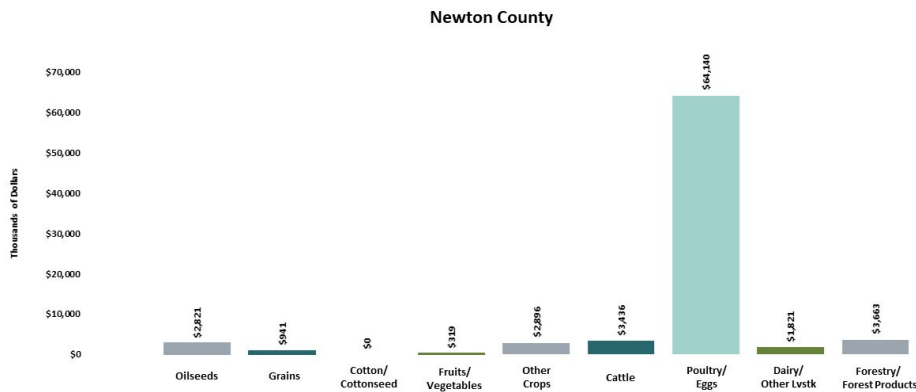 Newton County
Thousands of Dollars
$70,000
$60,000
$50,000
$40,000
$30,000
$20,000
$10,000
$0
$2,821
$941
$0
$319
$2,896
$3,436
$64,140
$1,821
$3,663
Oilseeds
Grains
Cotton/
Cottonseed
Fruits/
Vegetables
Other
Crops
Cattle
Poultry/
Eggs
Dairy/
Other Lvstk
Forestry/
Forest Products